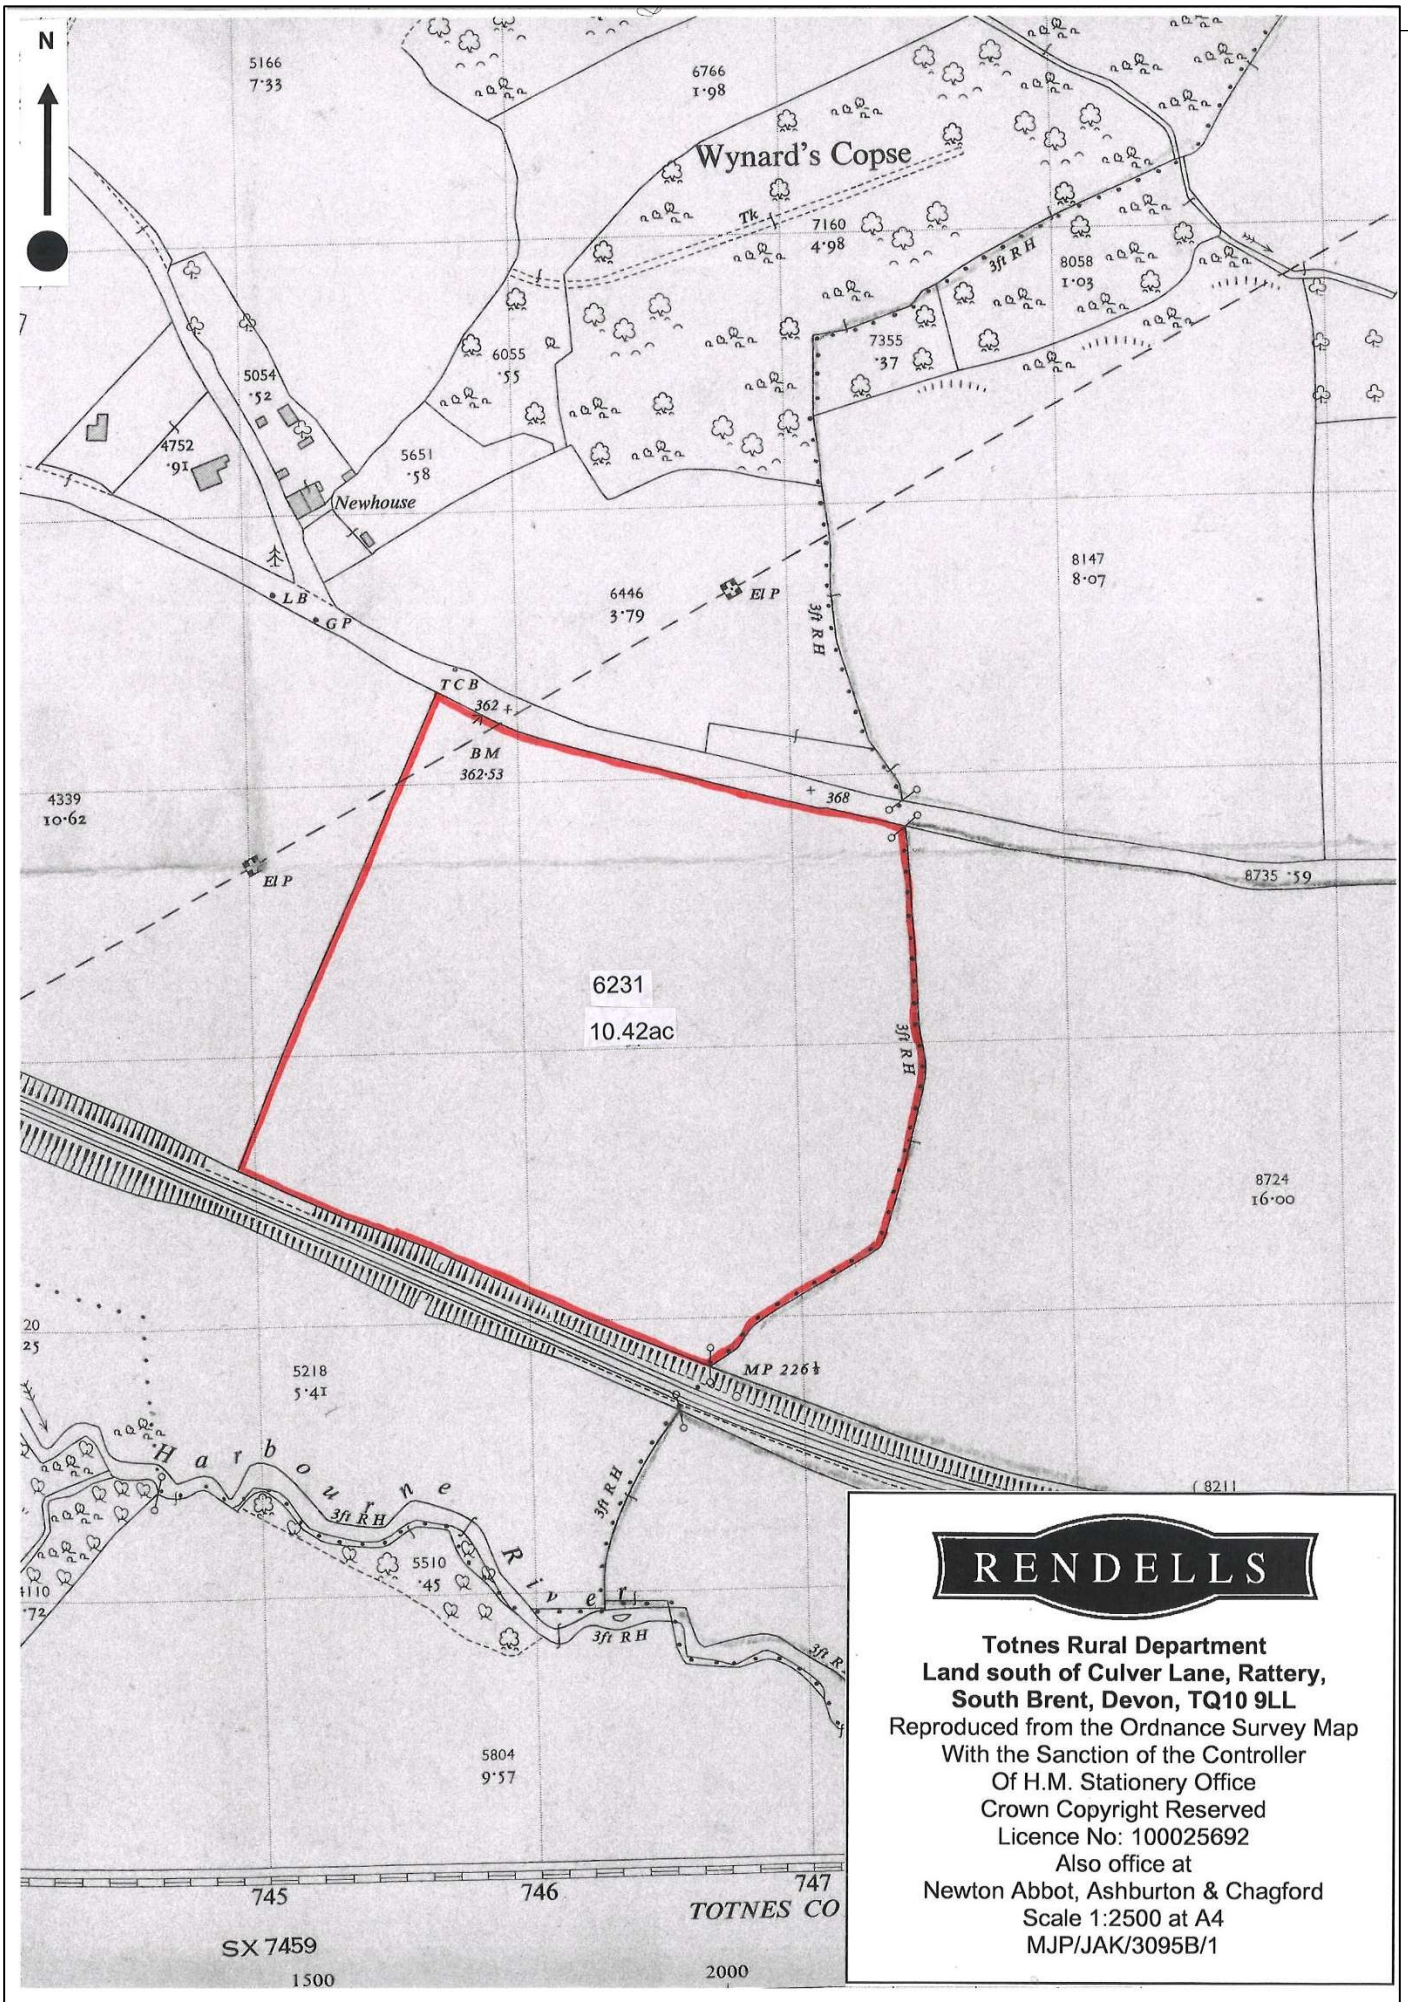 N
5166
7.33
6766
1.98
Wynard's Copse
Tk
7160
4.98
3ft R H
8058
1.03
7355
.37
6055
.55
5054
.52
4752
.91
5651
.58
Newhouse
8147
8.07
6446
3.79
El P
3ft R H
L B
G P
T C B
362 +
B M
362.53
+ 368
4339
10.62
El P
8735 .59
6231
10.42ac
3ft R H
8724
16.00
20
25
5218
5.41
MP 226½
Harbourne River
3ft R H
3ft R H
5510
.45
4110
.72
3ft R H
3ft R
(8211
5804
9.57
RENDELLS
Totnes Rural Department
Land south of Culver Lane, Rattery,
South Brent, Devon, TQ10 9LL
Reproduced from the Ordnance Survey Map
With the Sanction of the Controller
Of H.M. Stationery Office
Crown Copyright Reserved
Licence No: 100025692
Also office at
Newton Abbot, Ashburton & Chagford
Scale 1:2500 at A4
MJP/JAK/3095B/1
745
746
747
TOTNES CO
SX 7459
1500
2000